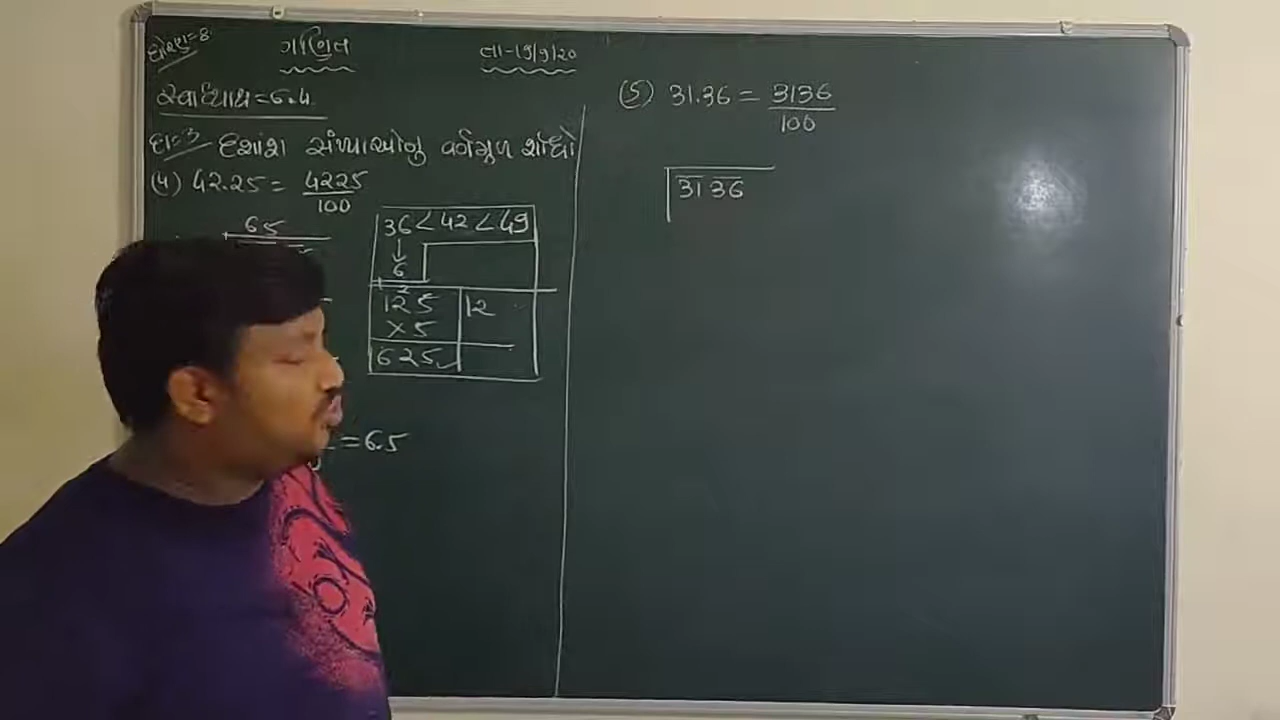 ધોરણ=8 ગણિત તા-19/9/20
સ્વાધ્યાય=6.4
દા=3 દશાંશ સંખ્યાઓનુ વર્ગમૂળ શોધો
(4) 42.25 = 4225/100
65
36 < 42 < 49
↓
6
125 12
×5
625 ✓
= 6.5
(5) 31.36 = 3136/100
31 36